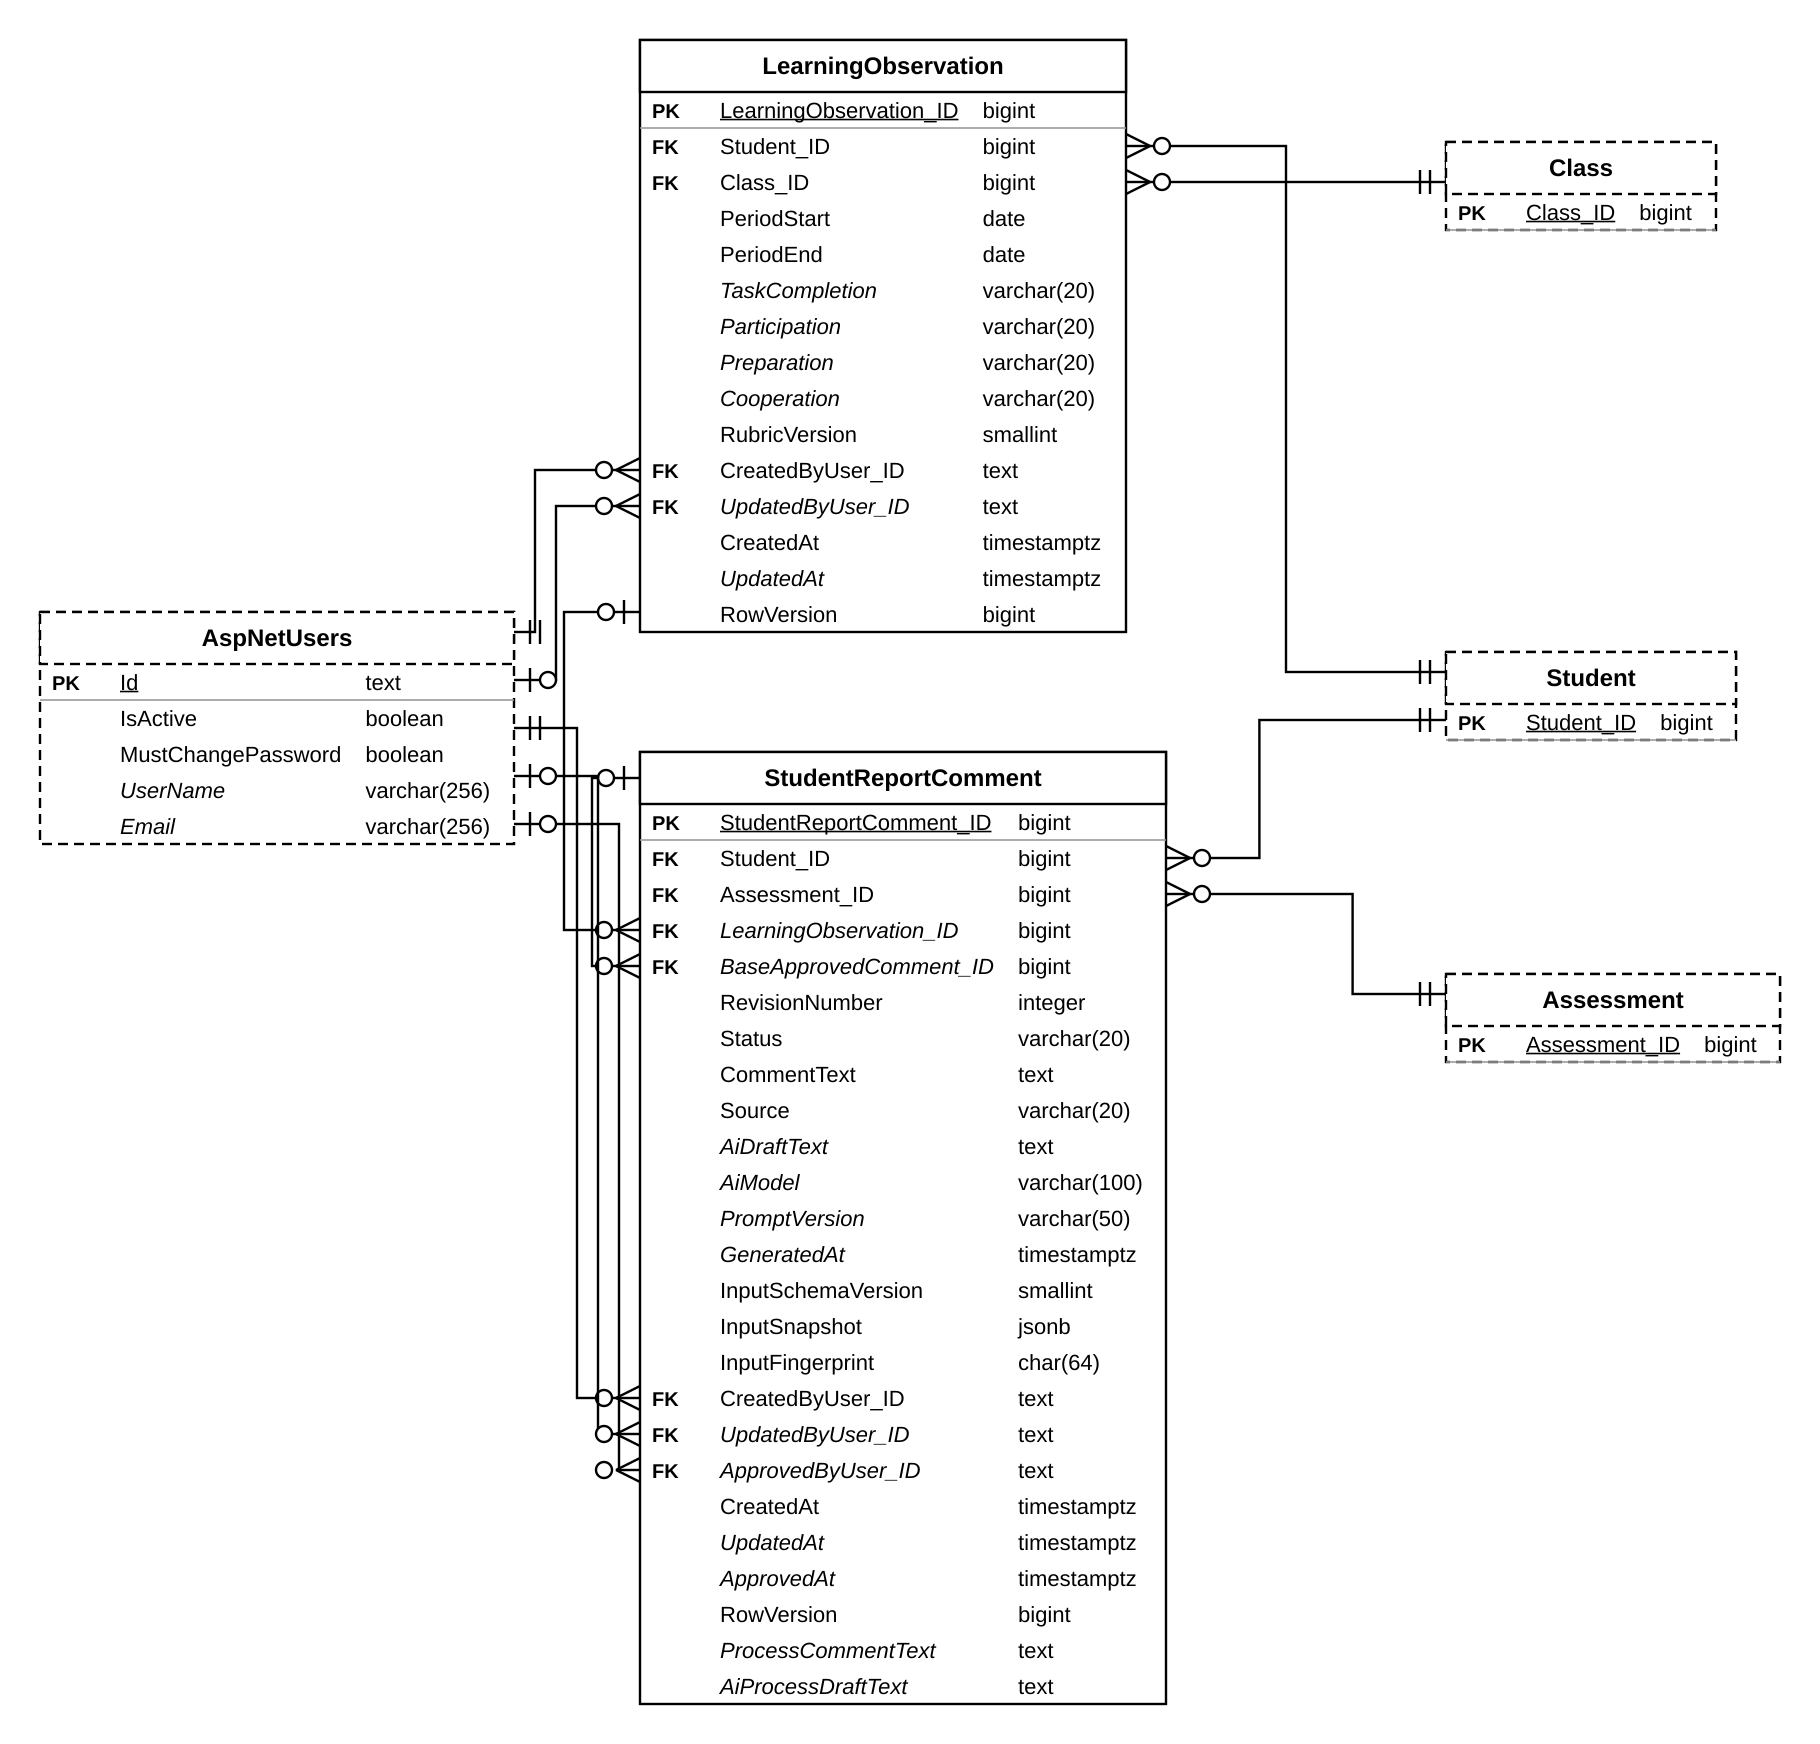 LearningObservation
PK LearningObservation_ID bigint
FK Student_ID bigint
FK Class_ID bigint
PeriodStart date
PeriodEnd date
TaskCompletion varchar(20)
Participation varchar(20)
Preparation varchar(20)
Cooperation varchar(20)
RubricVersion smallint
FK CreatedByUser_ID text
FK UpdatedByUser_ID text
CreatedAt timestamptz
UpdatedAt timestamptz
RowVersion bigint
Class
PK Class_ID bigint
AspNetUsers
PK Id text
IsActive boolean
MustChangePassword boolean
UserName varchar(256)
Email varchar(256)
Student
PK Student_ID bigint
StudentReportComment
PK StudentReportComment_ID bigint
FK Student_ID bigint
FK Assessment_ID bigint
FK LearningObservation_ID bigint
FK BaseApprovedComment_ID bigint
RevisionNumber integer
Status varchar(20)
CommentText text
Source varchar(20)
AiDraftText text
AiModel varchar(100)
PromptVersion varchar(50)
GeneratedAt timestamptz
InputSchemaVersion smallint
InputSnapshot jsonb
InputFingerprint char(64)
FK CreatedByUser_ID text
FK UpdatedByUser_ID text
FK ApprovedByUser_ID text
CreatedAt timestamptz
UpdatedAt timestamptz
ApprovedAt timestamptz
RowVersion bigint
ProcessCommentText text
AiProcessDraftText text
Assessment
PK Assessment_ID bigint